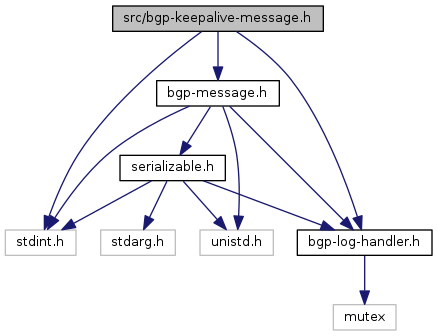 src/bgp-keepalive-message.h
bgp-message.h
serializable.h
stdint.h
stdarg.h
unistd.h
bgp-log-handler.h
mutex